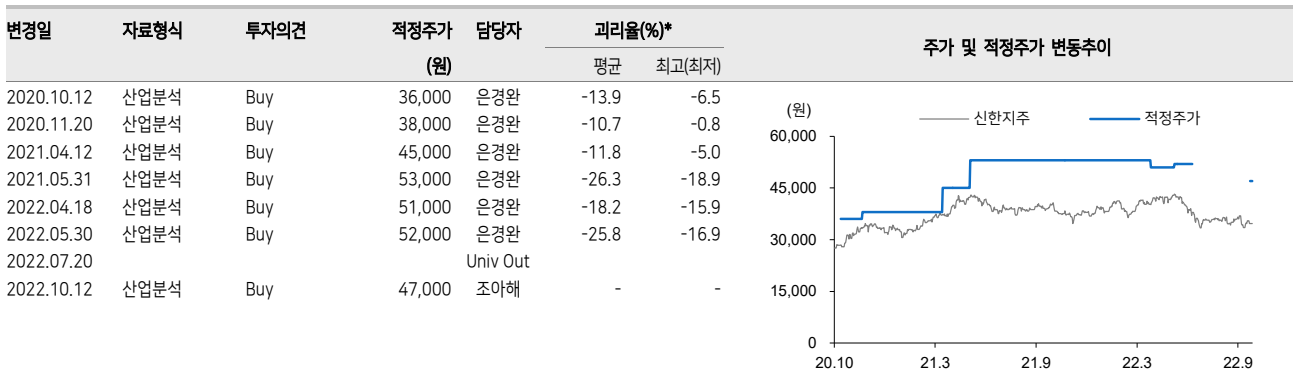 변경일 자료형식 투자의견 적정주가 담당자 괴리율(%)* 주가 및 적정주가 변동추이
(원) 평균 최고(최저)
2020.10.12 산업분석 Buy 36,000 은경완 -13.9 -6.5
2020.11.20 산업분석 Buy 38,000 은경완 -10.7 -0.8
2021.04.12 산업분석 Buy 45,000 은경완 -11.8 -5.0
2021.05.31 산업분석 Buy 53,000 은경완 -26.3 -18.9
2022.04.18 산업분석 Buy 51,000 은경완 -18.2 -15.9
2022.05.30 산업분석 Buy 52,000 은경완 -25.8 -16.9
2022.07.20 Univ Out
2022.10.12 산업분석 Buy 47,000 조아해 - -
(원)
신한지주 적정주가
60,000
45,000
30,000
15,000
0
20.10 21.3 21.9 22.3 22.9